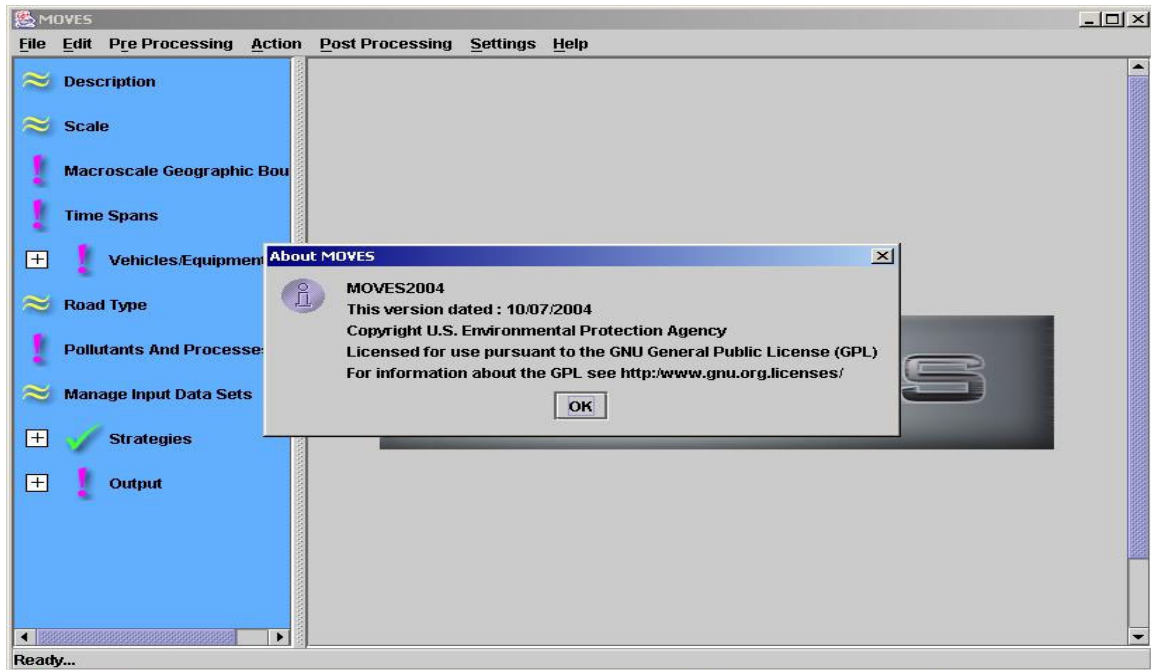 MOVES
File Edit Pre Processing Action Post Processing Settings Help
Description
Scale
Macroscale Geographic Bou
Time Spans
Vehicles/Equipment
Road Type
Pollutants And Processes
Manage Input Data Sets
Strategies
Output
About MOVES
MOVES2004
This version dated : 10/07/2004
Copyright U.S. Environmental Protection Agency
Licensed for use pursuant to the GNU General Public License (GPL)
For information about the GPL see http:/www.gnu.org.licenses/
OK
S
Ready...